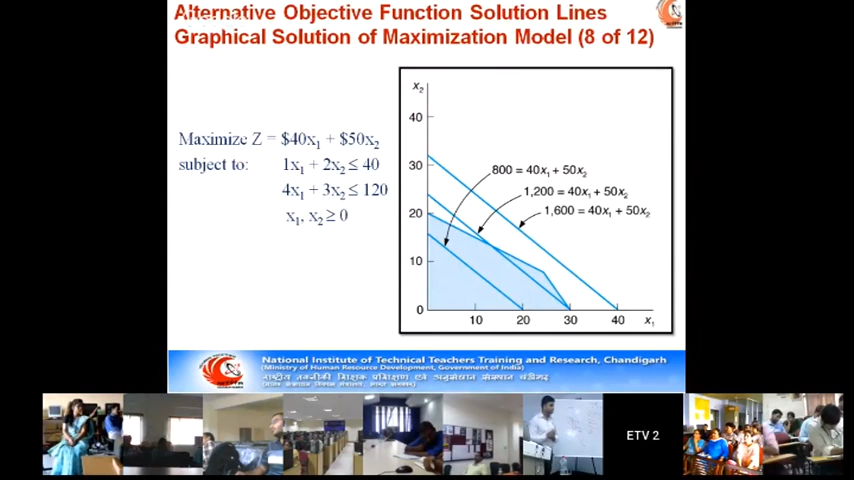 Alternative Objective Function Solution Lines
Graphical Solution of Maximization Model (8 of 12)
Maximize Z = $40x₁ + $50x₂
subject to: 1x₁ + 2x₂ ≤ 40
4x₁ + 3x₂ ≤ 120
x₁, x₂ ≥ 0
x₂
40
30
20
10
0
800 = 40x₁ + 50x₂
1,200 = 40x₁ + 50x₂
1,600 = 40x₁ + 50x₂
10 20 30 40 x₁
National Institute of Technical Teachers Training and Research, Chandigarh
(Ministry of Human Resource Development, Government of India)
राष्ट्रीय तकनीकी शिक्षक प्रशिक्षण एवं अनुसंधान संस्थान चंडीगढ़
ETV 2